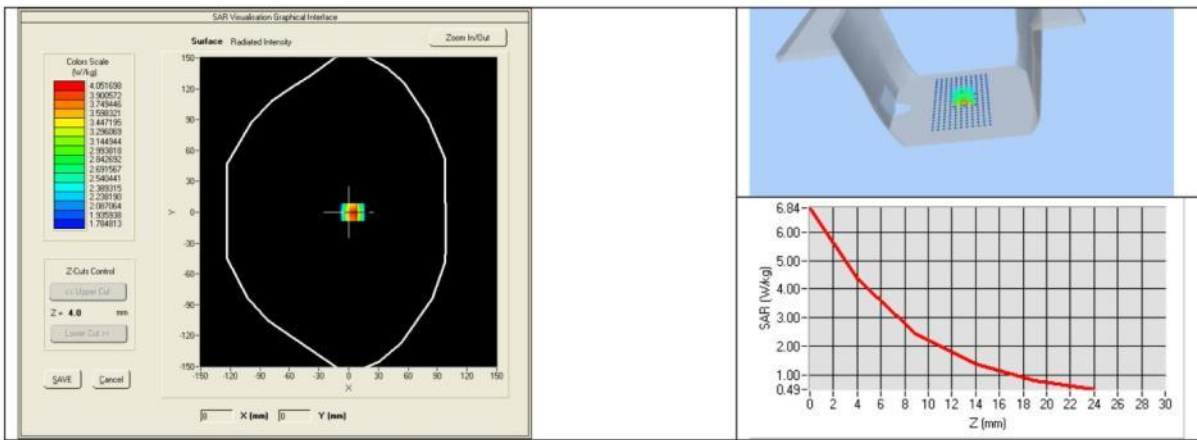 SAR Visualisation Graphical Interface
Surface Radiated Intensity
Zoom In/Out
Colors Scale
(W/kg)
4.051698
3.900572
3.749446
3.598321
3.447195
3.296069
3.144944
2.993818
2.842692
2.691567
2.540441
2.389315
2.238190
2.087064
1.935938
1.784813
Z-Cuts Control
<< Upper Cut
Z = 4.0 mm
Lower Cut >>
SAVE Cancel
150
120
90
60
30
0
-30
-60
-90
-120
-150
Y
-150 -120 -90 -60 -30 0 30 60 90 120 150
X
X (mm) 0 Y (mm)
6.84
6.00
5.00
4.00
3.00
2.00
1.00
0.49
SAR (W/kg)
0 2 4 6 8 10 12 14 16 18 20 22 24 26 28 30
Z (mm)